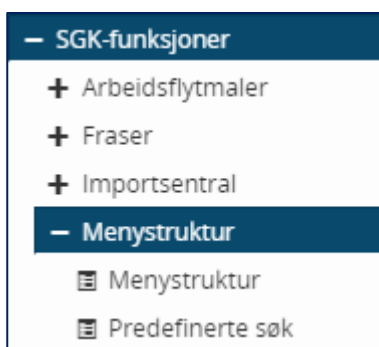 SGK-funksjoner
Arbeidsflytmaler
Fraser
Importsentral
Menystruktur
Menystruktur
Predefinerte søk